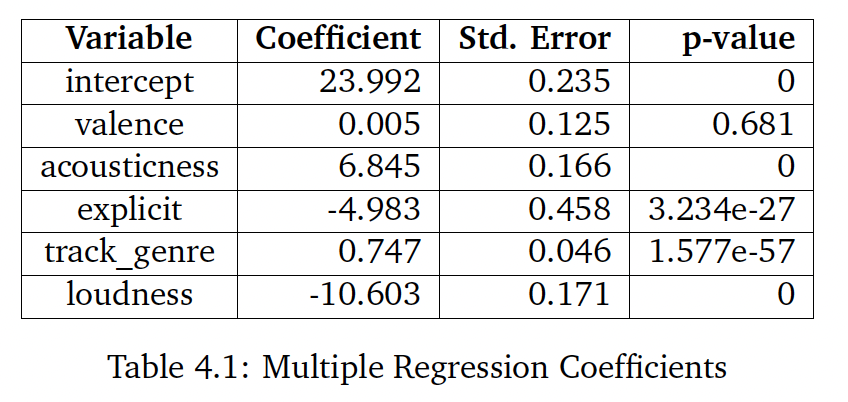 Variable Coefficient Std. Error p-value
intercept 23.992 0.235 0
valence 0.005 0.125 0.681
acousticness 6.845 0.166 0
explicit -4.983 0.458 3.234e-27
track_genre 0.747 0.046 1.577e-57
loudness -10.603 0.171 0
Table 4.1: Multiple Regression Coefficients